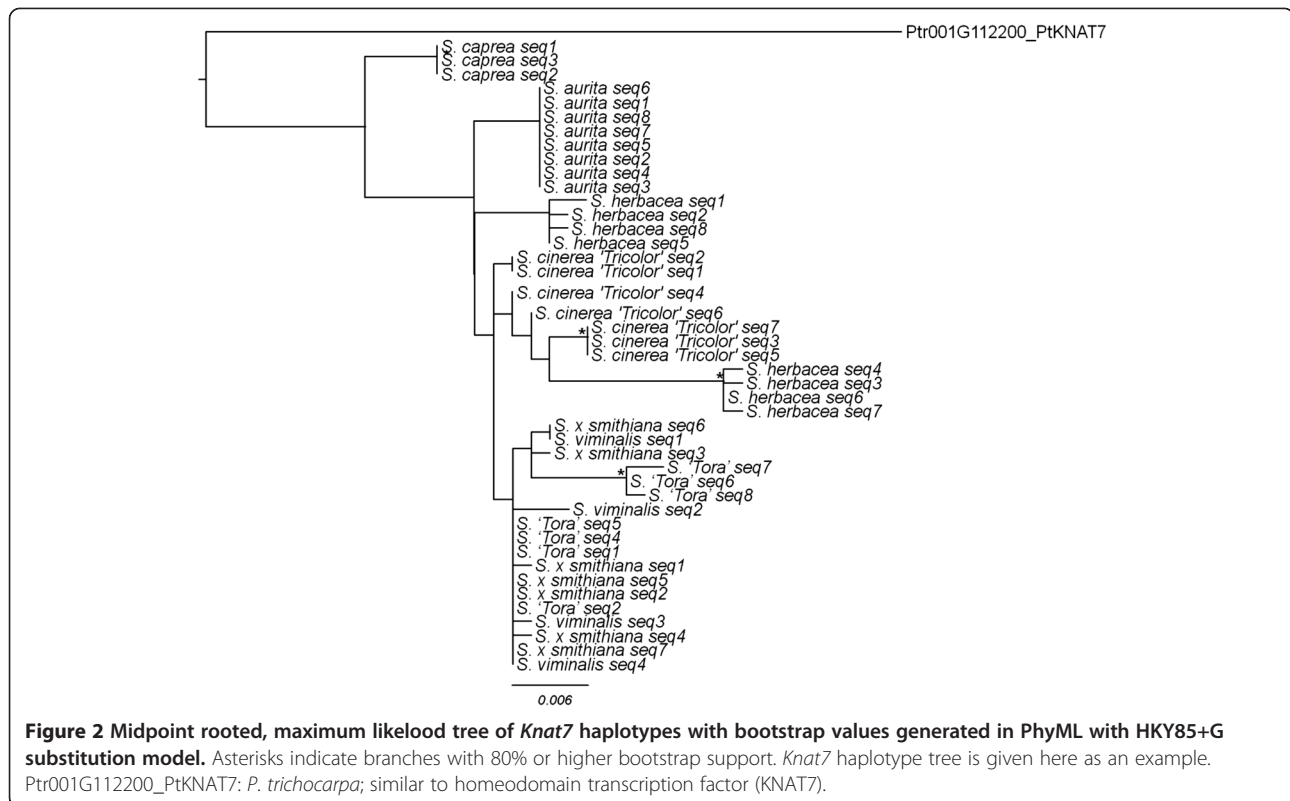 Ptr001G112200_PtKNAT7
S. caprea seq1
S. caprea seq3
S. caprea seq2
S. aurita seq6
S. aurita seq1
S. aurita seq8
S. aurita seq7
S. aurita seq5
S. aurita seq2
S. aurita seq4
S. aurita seq3
S. herbacea seq1
S. herbacea seq2
S. herbacea seq8
S. herbacea seq5
S. cinerea 'Tricolor' seq2
S. cinerea 'Tricolor' seq1
S. cinerea 'Tricolor' seq4
S. cinerea 'Tricolor' seq6
* S. cinerea 'Tricolor' seq7
S. cinerea 'Tricolor' seq3
S. cinerea 'Tricolor' seq5
* S. herbacea seq4
S. herbacea seq3
S. herbacea seq6
S. herbacea seq7
S. x smithiana seq6
S. viminalis seq1
S. x smithiana seq3
* S. 'Tora' seq7
S. ‘Tora’ seq6
S. ‘Tora’ seq8
S. viminalis seq2
S. ‘Tora’ seq5
S. ‘Tora’ seq4
S. ‘Tora’ seq1
S. x smithiana seq1
S. x smithiana seq5
S. x smithiana seq2
S. ‘Tora’ seq2
S. viminalis seq3
S. x smithiana seq4
S. x smithiana seq7
S. viminalis seq4
0.006
Figure 2 Midpoint rooted, maximum likelood tree of Knat7 haplotypes with bootstrap values generated in PhyML with HKY85+G
substitution model. Asterisks indicate branches with 80% or higher bootstrap support. Knat7 haplotype tree is given here as an example.
Ptr001G112200_PtKNAT7: P. trichocarpa; similar to homeodomain transcription factor (KNAT7).